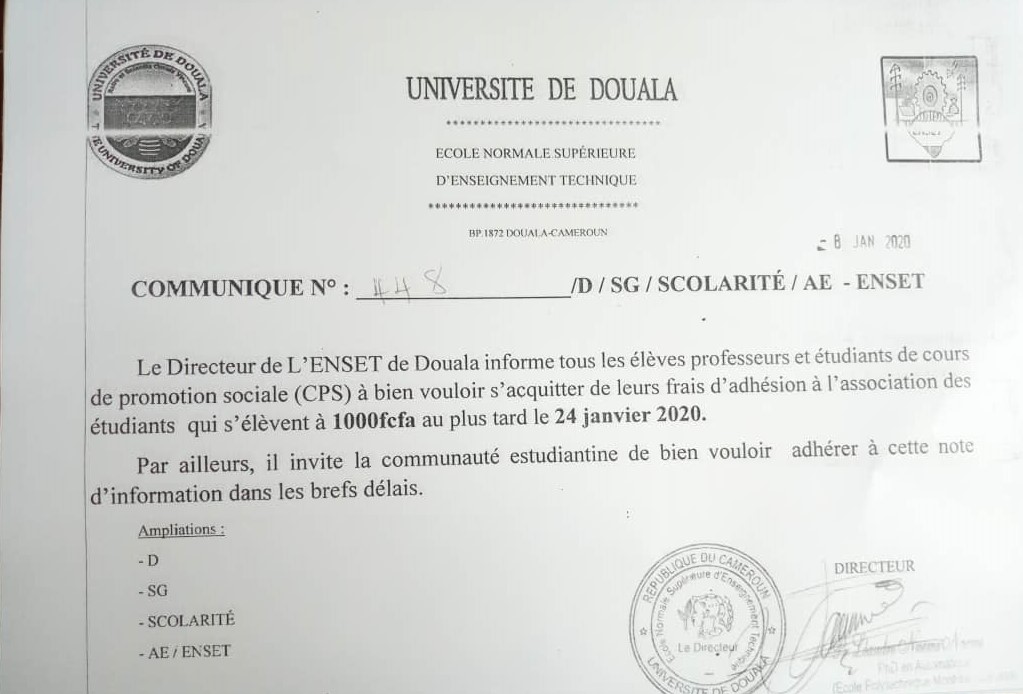 UNIVERSITÉ DE DOUALA
THE UNIVERSITY OF DOUALA
UNIVERSITE DE DOUALA
*******************************
ECOLE NORMALE SUPÉRIEURE
D'ENSEIGNEMENT TECHNIQUE
*******************************
BP.1872 DOUALA-CAMEROUN
ENSET
8 JAN 2020
COMMUNIQUE N° : 448 /D / SG / SCOLARITÉ / AE - ENSET
Le Directeur de L'ENSET de Douala informe tous les élèves professeurs et étudiants de cours
de promotion sociale (CPS) à bien vouloir s'acquitter de leurs frais d'adhésion à l'association des
étudiants qui s'élèvent à 1000fcfa au plus tard le 24 janvier 2020.
Par ailleurs, il invite la communauté estudiantine de bien vouloir adhérer à cette note
d'information dans les brefs délais.
Ampliations :
- D
- SG
- SCOLARITÉ
- AE / ENSET
REPUBLIQUE DU CAMEROUN
Ecole Normale Supérieure d'Enseignement Technique
Le Directeur
UNIVERSITE DE DOUALA
DIRECTEUR
PhD en
(Ecole Polytechnique